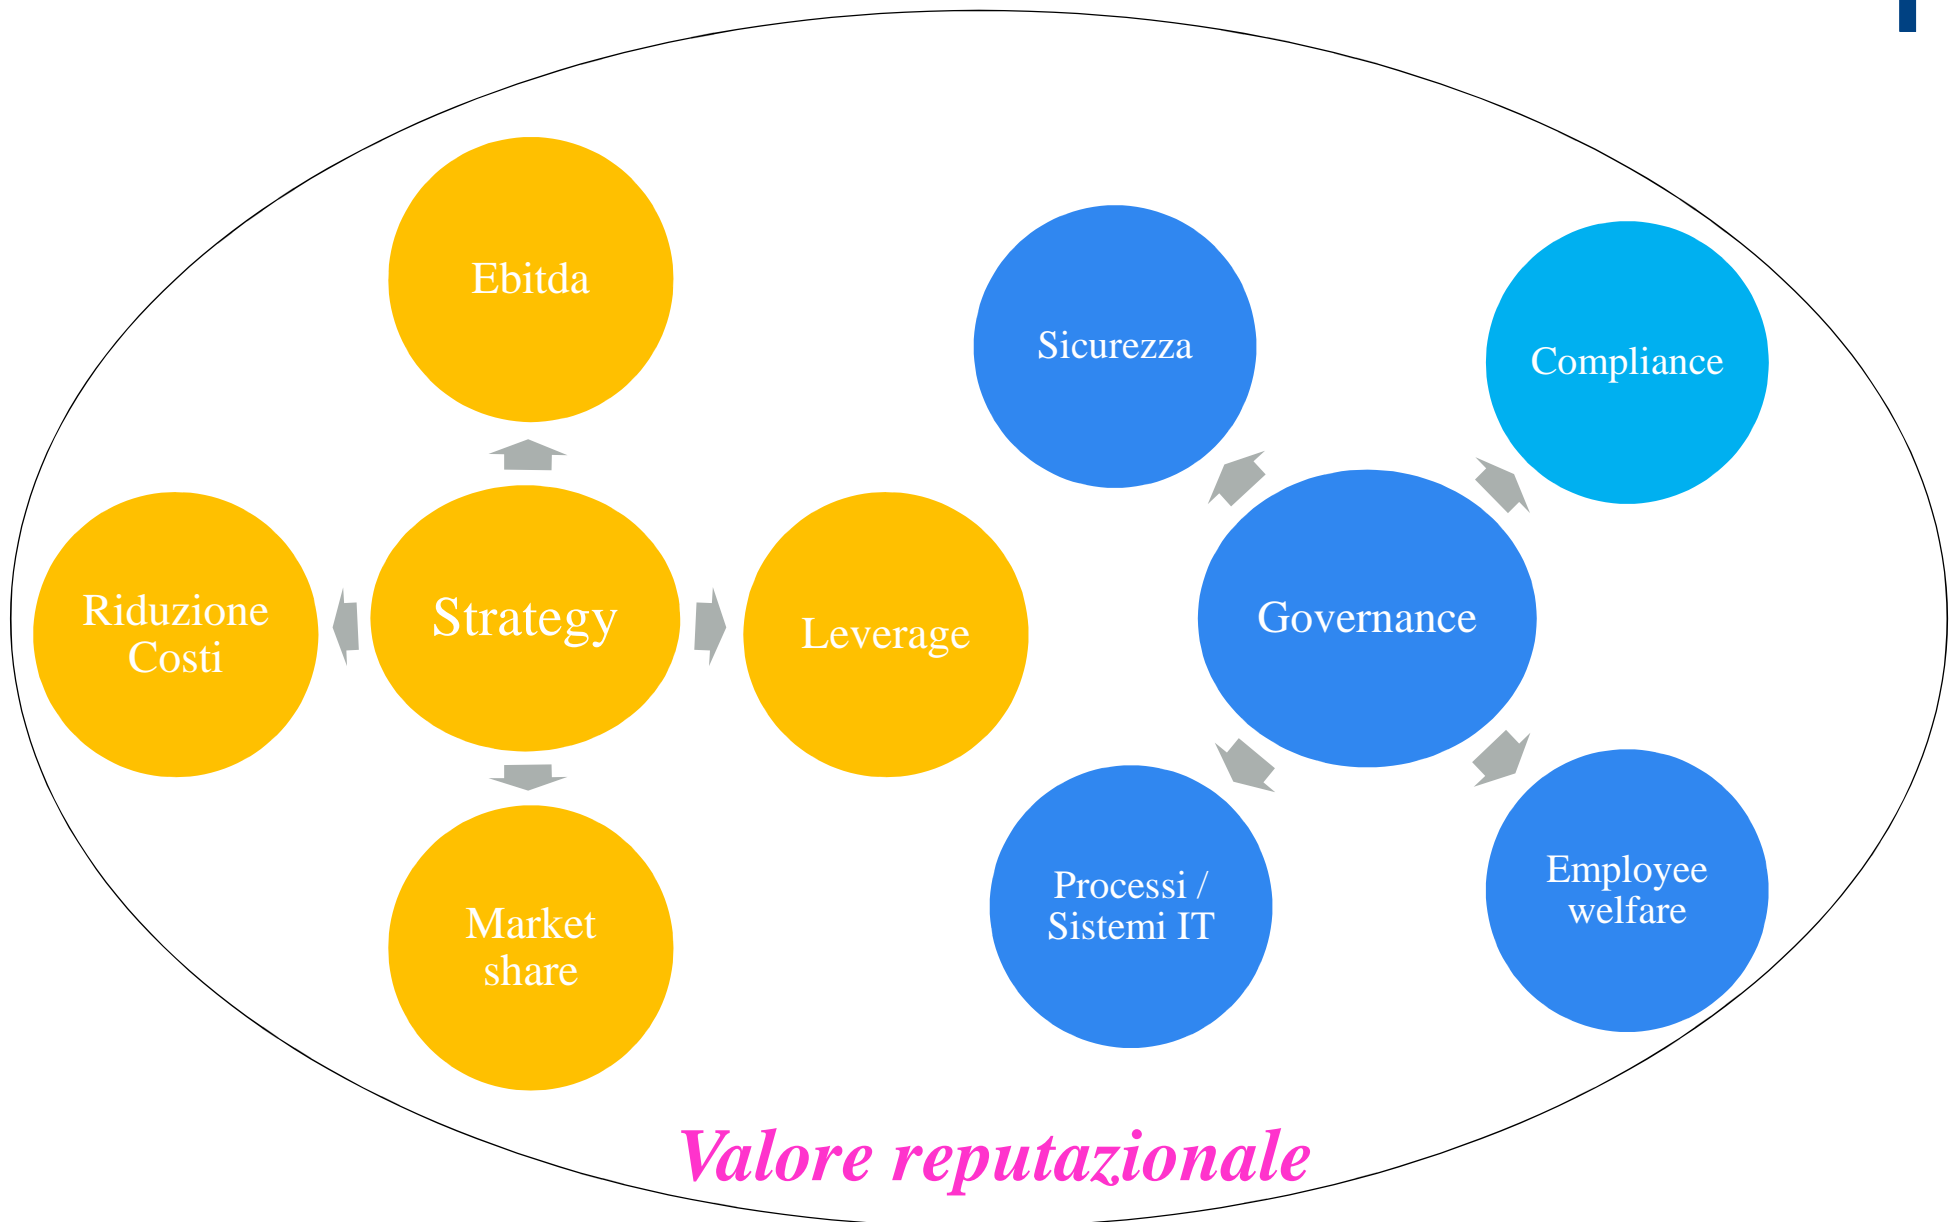 Ebitda
Sicurezza
Compliance
Riduzione
Costi
Strategy
Leverage
Governance
Market
share
Processi /
Sistemi IT
Employee
welfare
Valore reputazionale